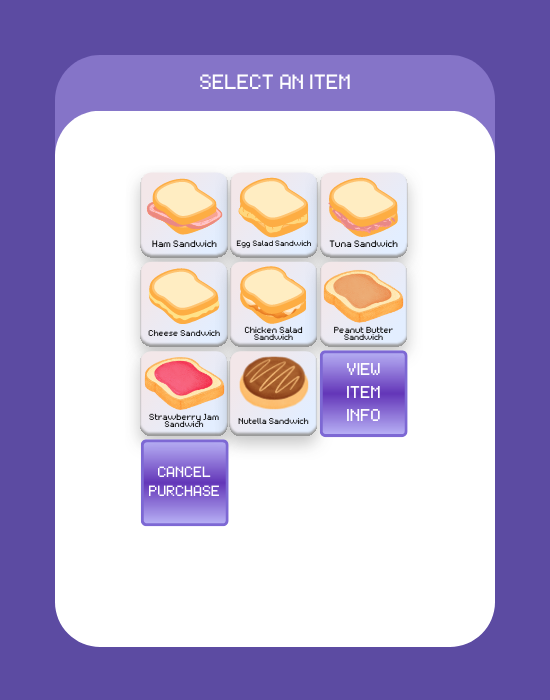 SELECT AN ITEM
Ham Sandwich
Egg Salad Sandwich
Tuna Sandwich
Cheese Sandwich
Chicken Salad
Sandwich
Peanut Butter
Sandwich
Strawberry Jam
Sandwich
Nutella Sandwich
VIEW
ITEM
INFO
CANCEL
PURCHASE